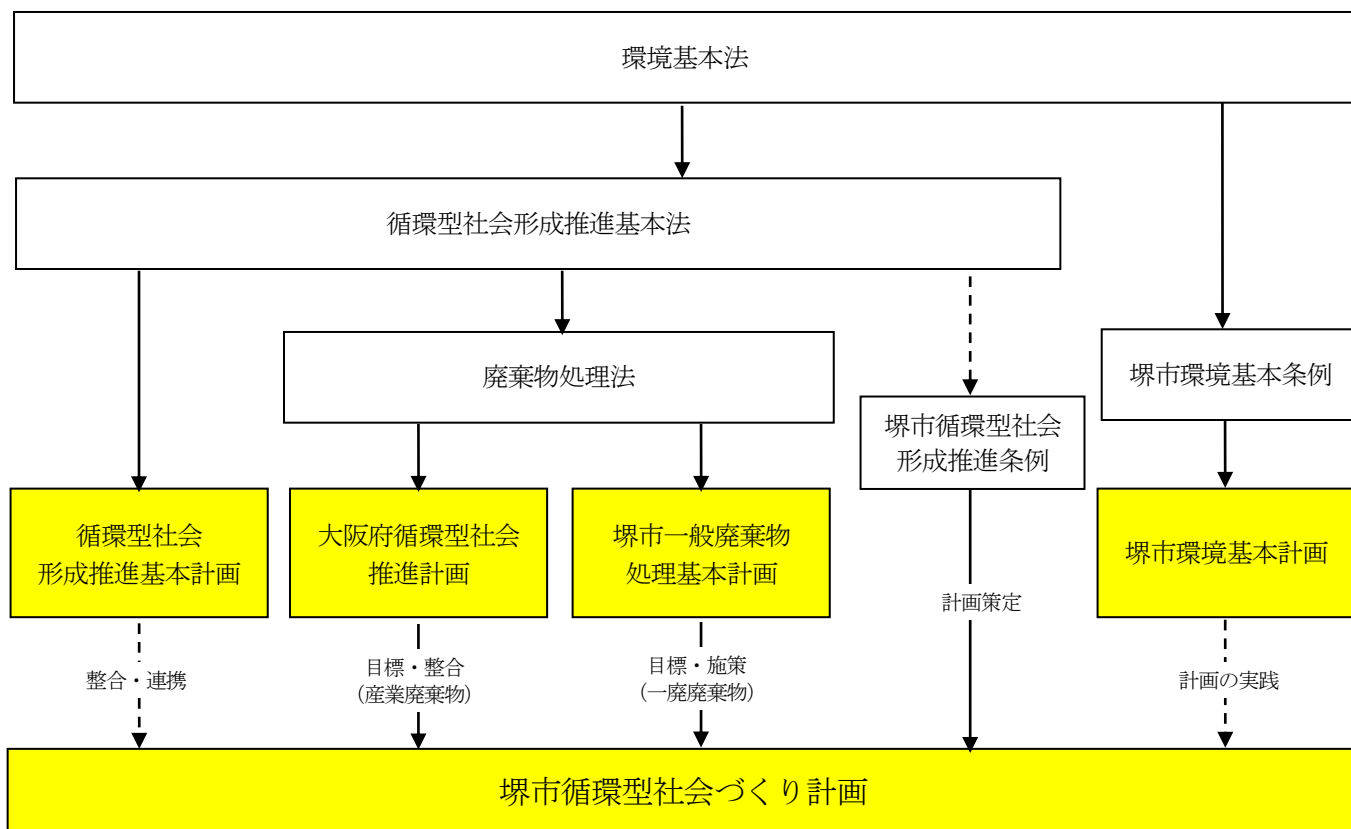 環境基本法
循環型社会形成推進基本法
廃棄物処理法
堺市環境基本条例
堺市循環型社会
形成推進条例
循環型社会
形成推進基本計画
大阪府循環型社会
推進計画
堺市一般廃棄物
処理基本計画
堺市環境基本計画
計画策定
整合・連携
目標・整合
(産業廃棄物)
目標・施策
(一廃廃棄物)
計画の実践
堺市循環型社会づくり計画